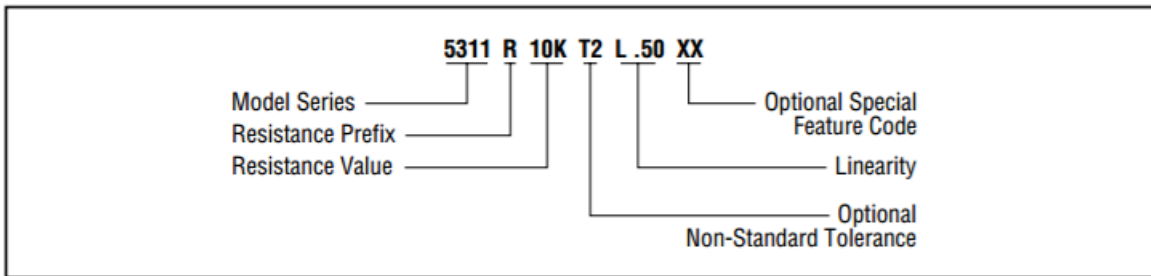 5311 R 10K T2 L .50 XX
Model Series
Resistance Prefix
Resistance Value
Optional Special
Feature Code
Linearity
Optional
Non-Standard Tolerance